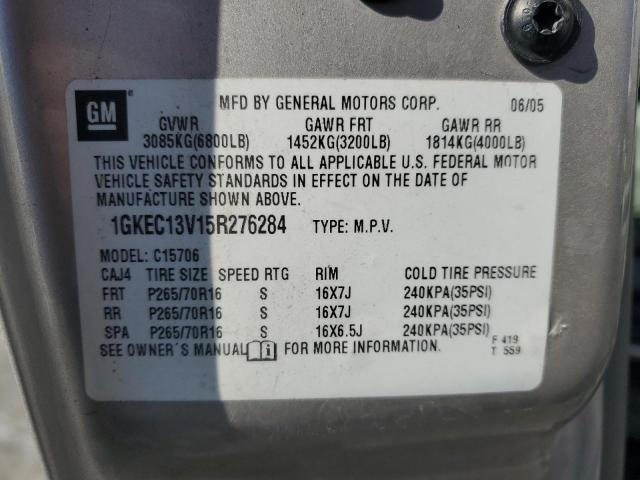 GM
MFD BY GENERAL MOTORS CORP. 06/05
GVWR GAWR FRT GAWR RR
3085KG(6800LB) 1452KG(3200LB) 1814KG(4000LB)
THIS VEHICLE CONFORMS TO ALL APPLICABLE U.S. FEDERAL MOTOR
VEHICLE SAFETY STANDARDS IN EFFECT ON THE DATE OF
MANUFACTURE SHOWN ABOVE.
1GKEC13V15R276284 TYPE: M.P.V.
MODEL: C15706
CAJ4 TIRE SIZE SPEED RTG RIM COLD TIRE PRESSURE
FRT P265/70R16 S 16X7J 240KPA(35PSI)
RR P265/70R16 S 16X7J 240KPA(35PSI)
SPA P265/70R16 S 16X6.5J 240KPA(35PSI)
SEE OWNER'S MANUAL FOR MORE INFORMATION.
F 419
T 559